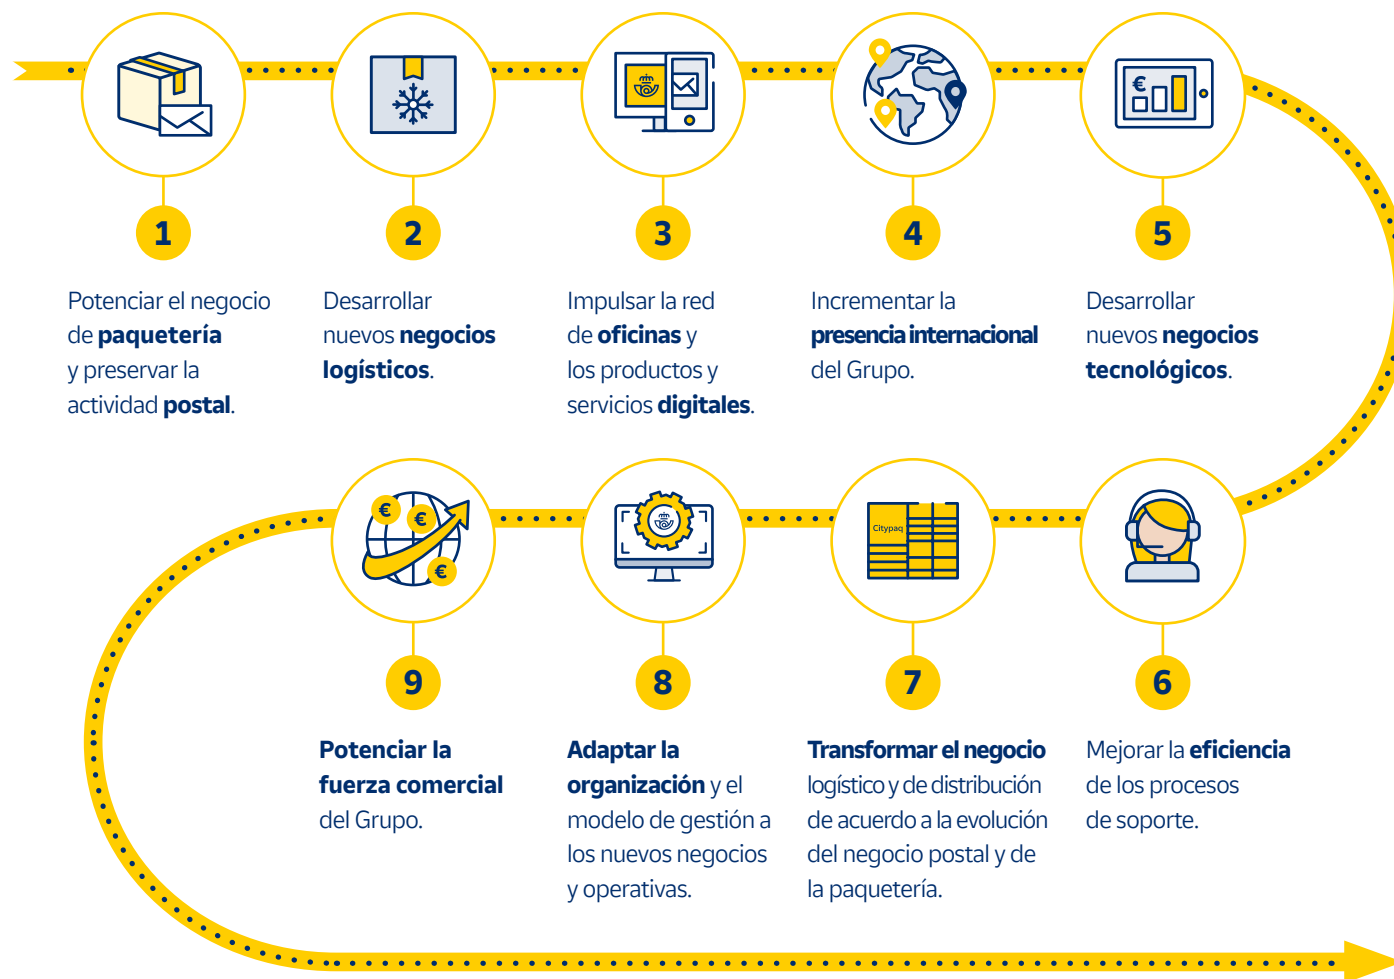 €
1
2
3
4
5
Potenciar el negocio
de paquetería
y preservar la
actividad postal.
Desarrollar
nuevos negocios
logísticos.
Impulsar la red
de oficinas y
los productos y
servicios digitales.
Incrementar la
presencia internacional
del Grupo.
Desarrollar
nuevos negocios
tecnológicos.
Citypaq
€
€
€
6
Mejorar la eficiencia
de los procesos
de soporte.
7
Transformar el negocio
logístico y de distribución
de acuerdo a la evolución
del negocio postal y de
la paquetería.
8
Adaptar la
organización y el
modelo de gestión a
los nuevos negocios
y operativas.
9
Potenciar la
fuerza comercial
del Grupo.